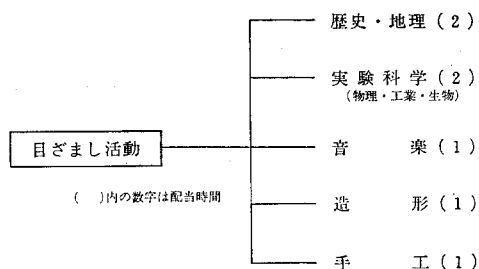 歴史・地理(2)
実験科学(2)
(物理・工業・生物)
目ざまし活動
音楽(1)
( )内の数字は配当時間
造形(1)
手工(1)